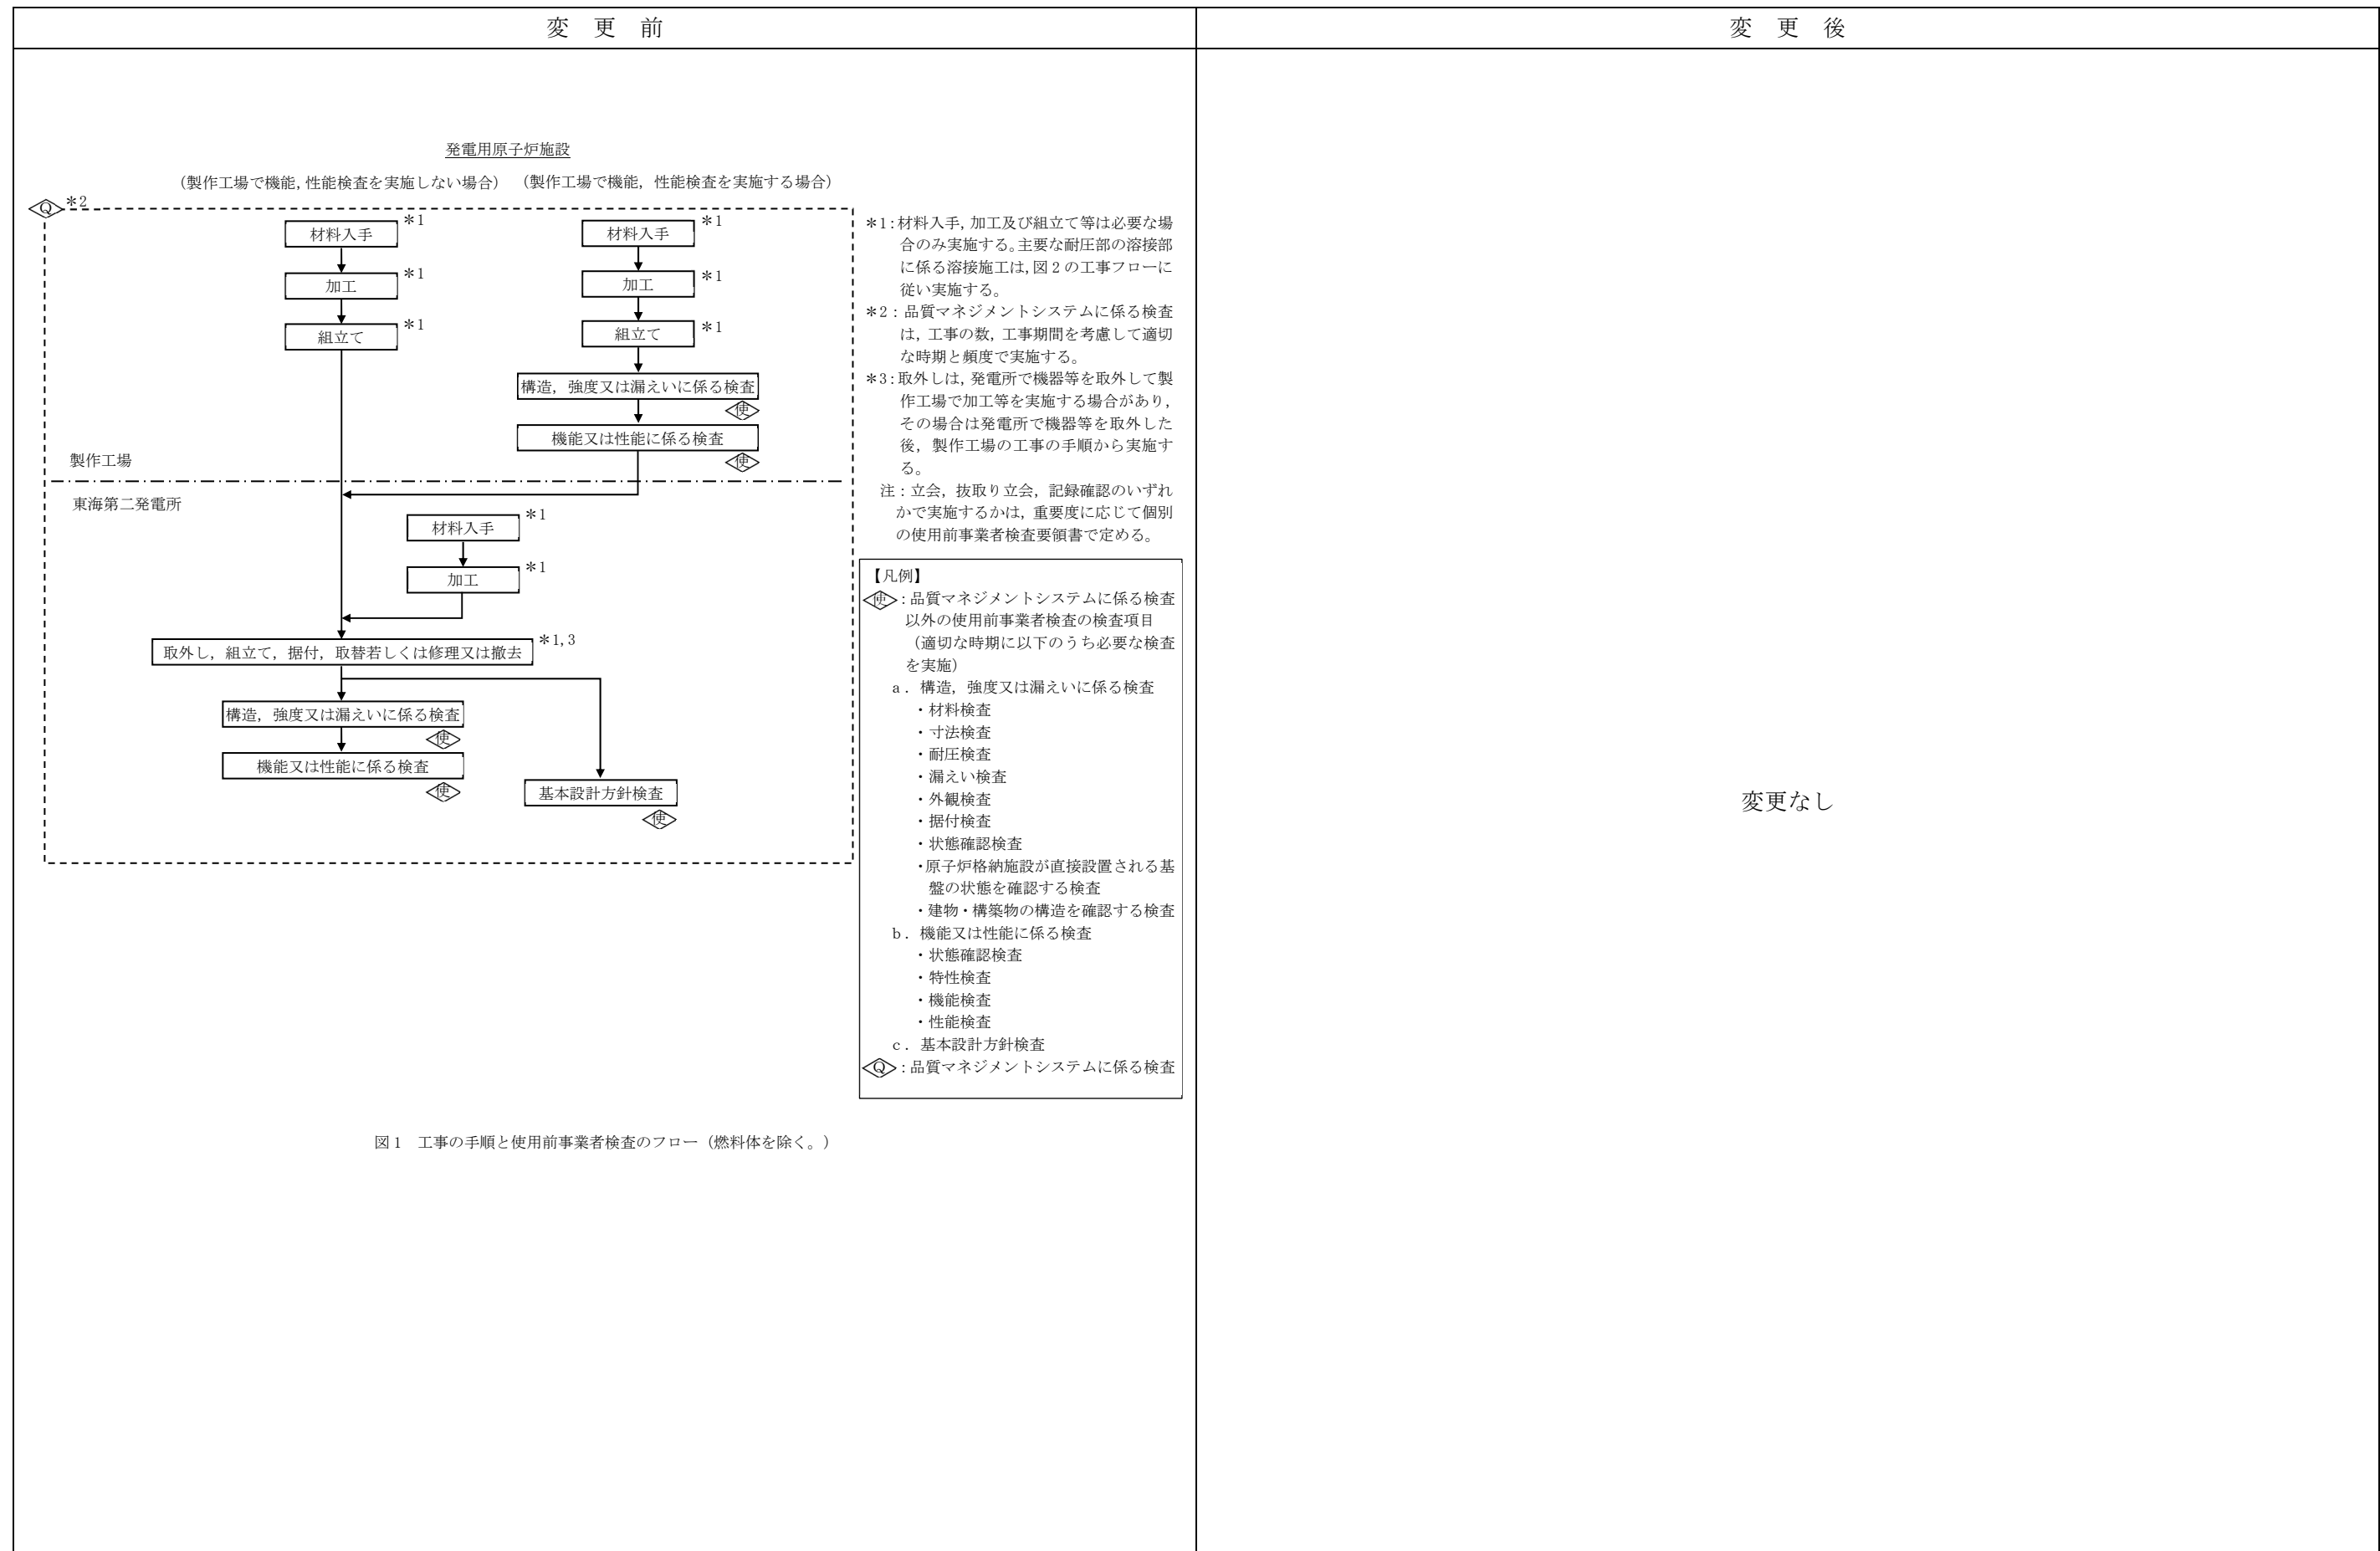 変 更 前
変 更 後
発電用原子炉施設
（製作工場で機能,性能検査を実施しない場合）
（製作工場で機能，性能検査を実施する場合）
Q
＊2
材料入手
＊1
加工
＊1
組立て
＊1
材料入手
＊1
加工
＊1
組立て
＊1
構造，強度又は漏えいに係る検査
使
機能又は性能に係る検査
使
製作工場
東海第二発電所
材料入手
＊1
加工
＊1
取外し，組立て，据付，取替若しくは修理又は撤去
＊1,3
構造，強度又は漏えいに係る検査
使
機能又は性能に係る検査
使
基本設計方針検査
使
＊1：材料入手，加工及び組立て等は必要な場
合のみ実施する。主要な耐圧部の溶接部
に係る溶接施工は，図２の工事フローに
従い実施する。
＊2：品質マネジメントシステムに係る検査
は，工事の数，工事期間を考慮して適切
な時期と頻度で実施する。
＊3：取外しは，発電所で機器等を取外して製
作工場で加工等を実施する場合があり，
その場合は発電所で機器等を取外した
後，製作工場の工事の手順から実施す
る。
注：立会，抜取り立会，記録確認のいずれ
かで実施するかは，重要度に応じて個別
の使用前事業者検査要領書で定める。
【凡例】
使：品質マネジメントシステムに係る検査
以外の使用前事業者検査の検査項目
（適切な時期に以下のうち必要な検査
を実施）
ａ．構造，強度又は漏えいに係る検査
・材料検査
・寸法検査
・耐圧検査
・漏えい検査
・外観検査
・据付検査
・状態確認検査
・原子炉格納施設が直接設置される基
盤の状態を確認する検査
・建物・構築物の構造を確認する検査
ｂ．機能又は性能に係る検査
・状態確認検査
・特性検査
・機能検査
・性能検査
ｃ．基本設計方針検査
Q：品質マネジメントシステムに係る検査
図１　工事の手順と使用前事業者検査のフロー（燃料体を除く。）
変更なし